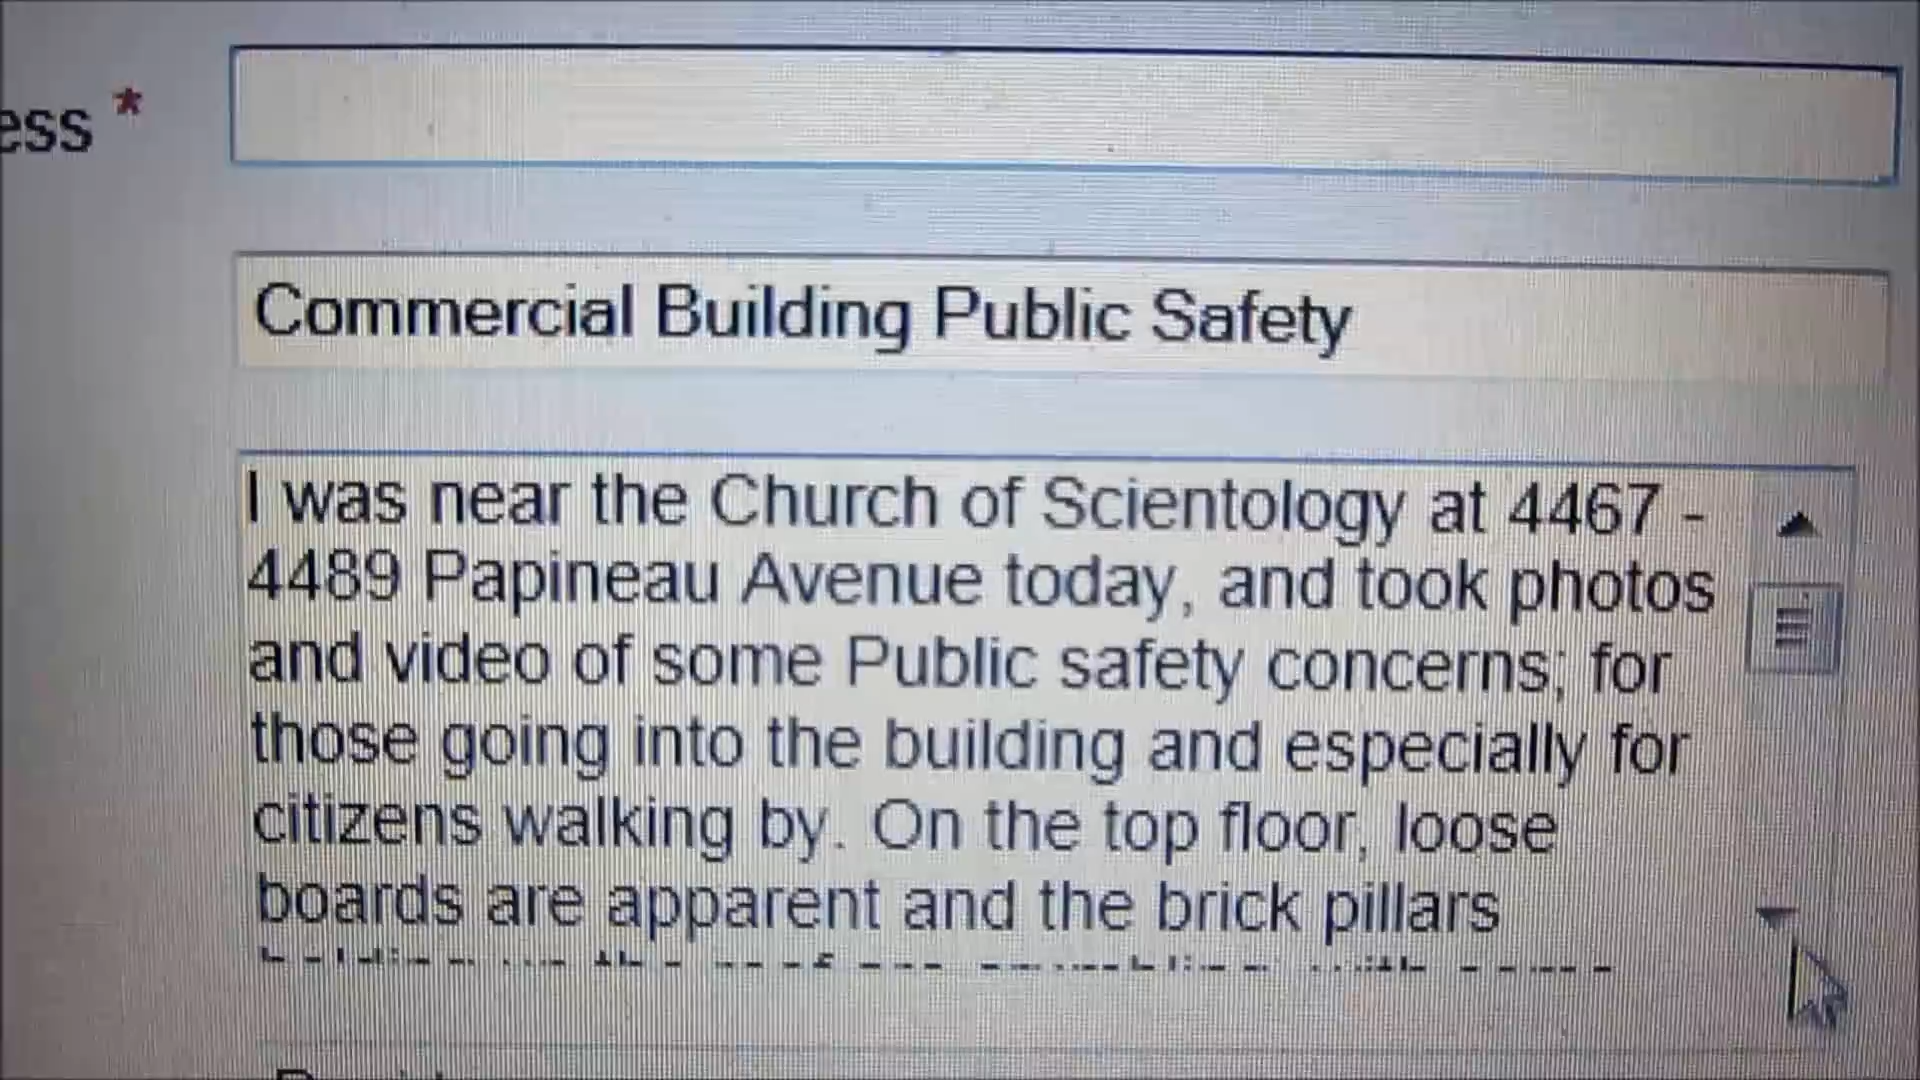 ess *
Commercial Building Public Safety
I was near the Church of Scientology at 4467 -
4489 Papineau Avenue today, and took photos
and video of some Public safety concerns; for
those going into the building and especially for
citizens walking by. On the top floor, loose
boards are apparent and the brick pillars